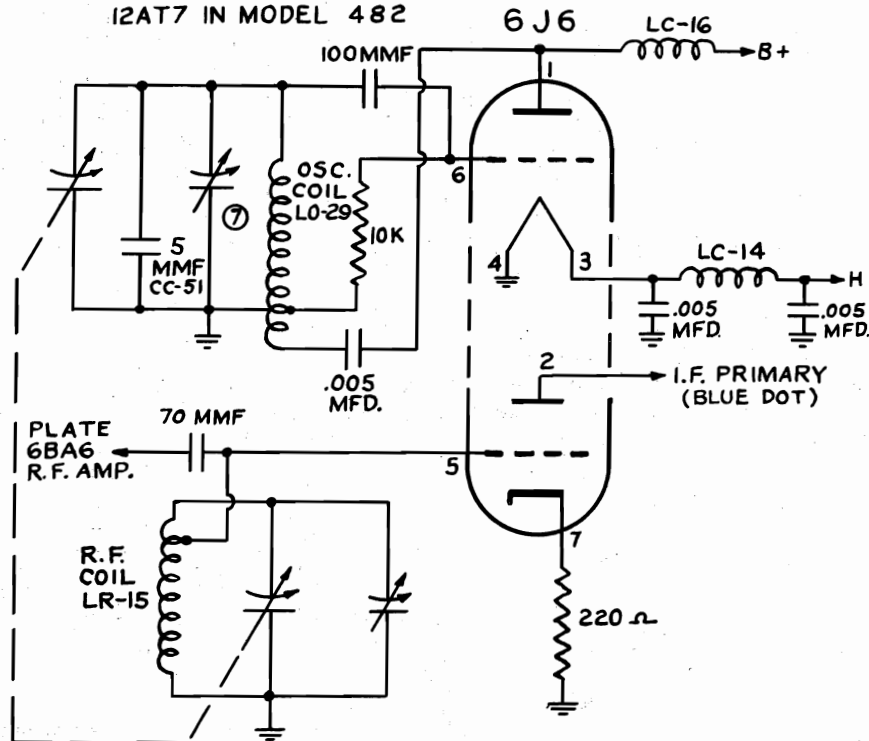 12AT7 IN MODEL 482
6J6
LC-16
B+
100MMF
1
OSC.
COIL
LO-29
6
10K
7
5
MMF
CC-51
4
3
LC-14
H
.005
MFD.
.005
MFD.
.005
MFD.
2
I.F. PRIMARY
(BLUE DOT)
70 MMF
PLATE
6BA6
R.F. AMP.
5
7
R.F.
COIL
LR-15
220 Ω